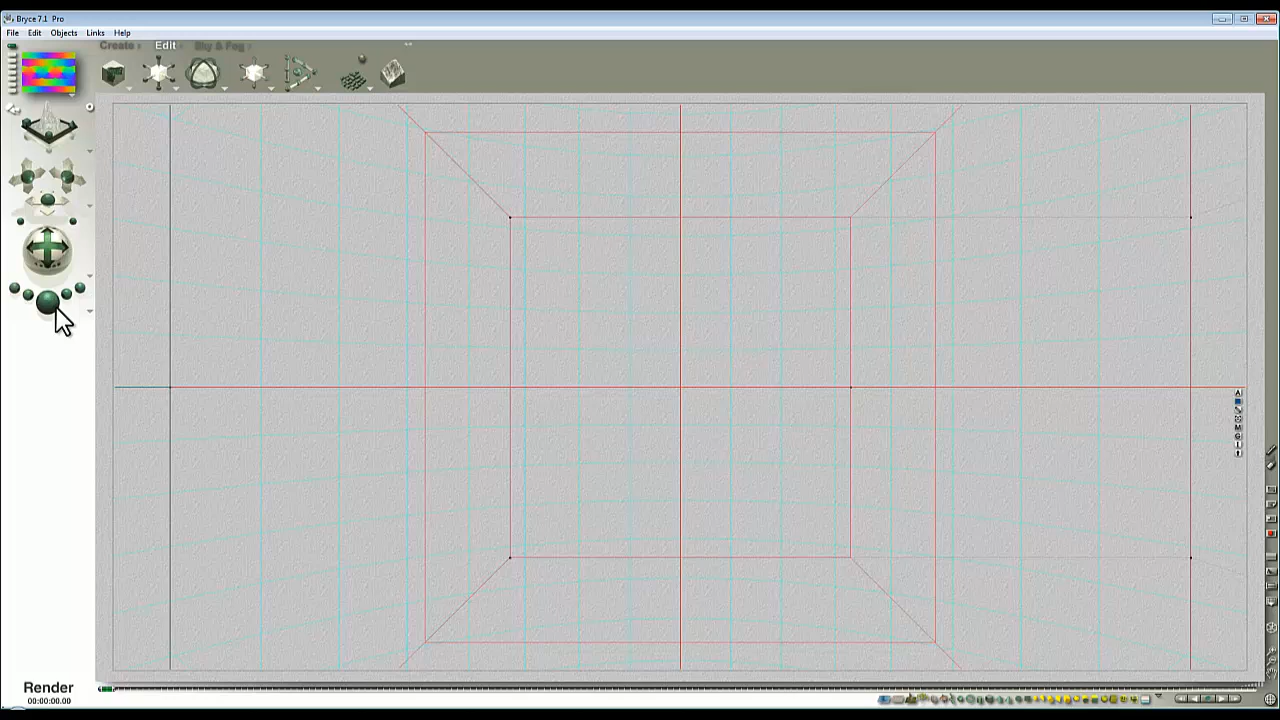 Bryce 7.1 Pro
File Edit Objects Links Help
Create Edit Sky & Fog
A
M
G
Render
00:00:00.00